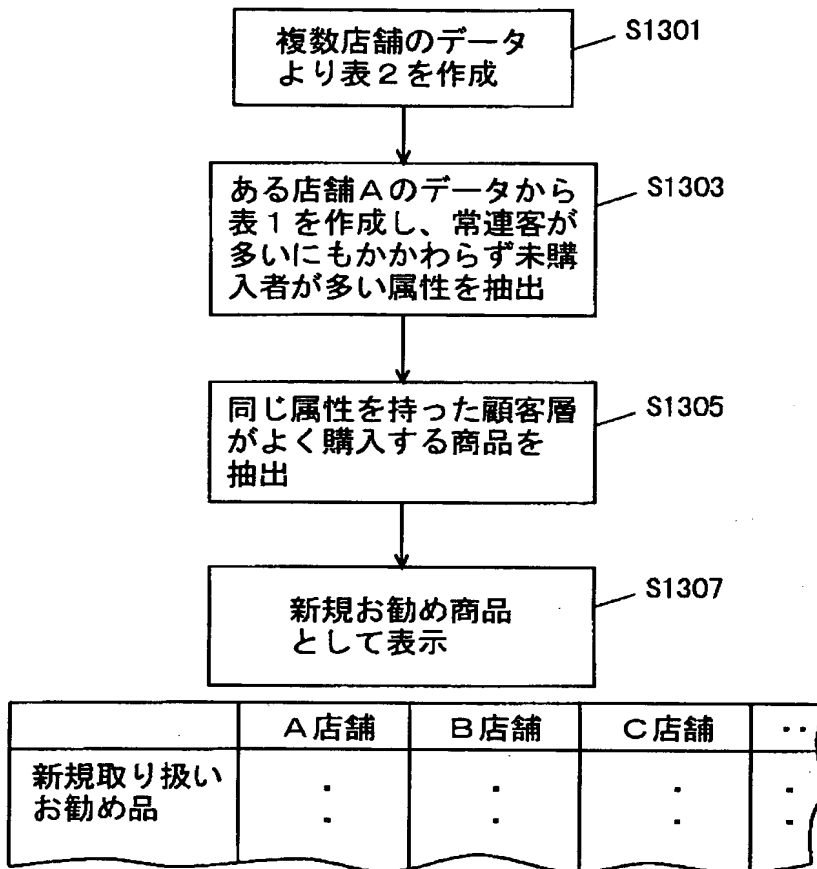 複数店舗のデータ
より表2を作成
S1301
ある店舗Aのデータから
表1を作成し、常連客が
多いにもかかわらず未購
入者が多い属性を抽出
S1303
同じ属性を持った顧客層
がよく購入する商品を
抽出
S1305
新規お勧め商品
として表示
S1307
A店舗 B店舗 C店舗 ‥
新規取り扱い
お勧め品